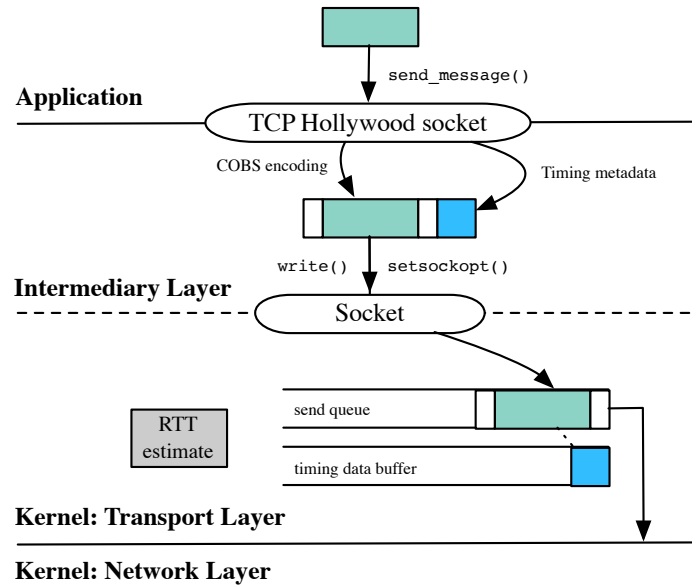 send_message()
Application
TCP Hollywood socket
COBS encoding
Timing metadata
write()
setsockopt()
Intermediary Layer
Socket
send queue
RTT
estimate
timing data buffer
Kernel: Transport Layer
Kernel: Network Layer